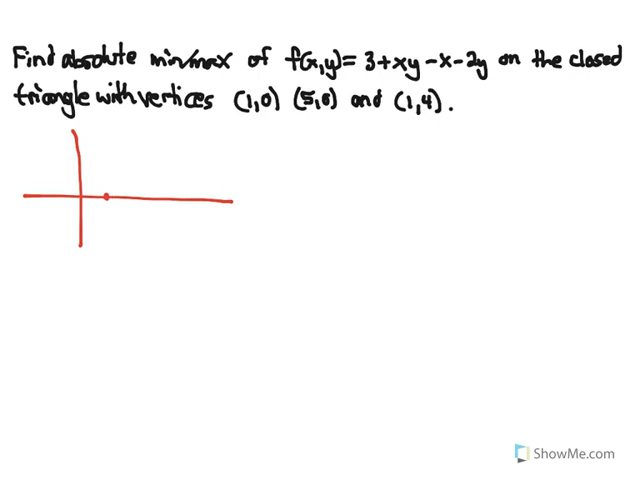 Find absolute min/max of f(x,y)= 3+xy-x-2y on the closed
triangle with vertices (1,0) (5,0) and (1,4).
ShowMe.com